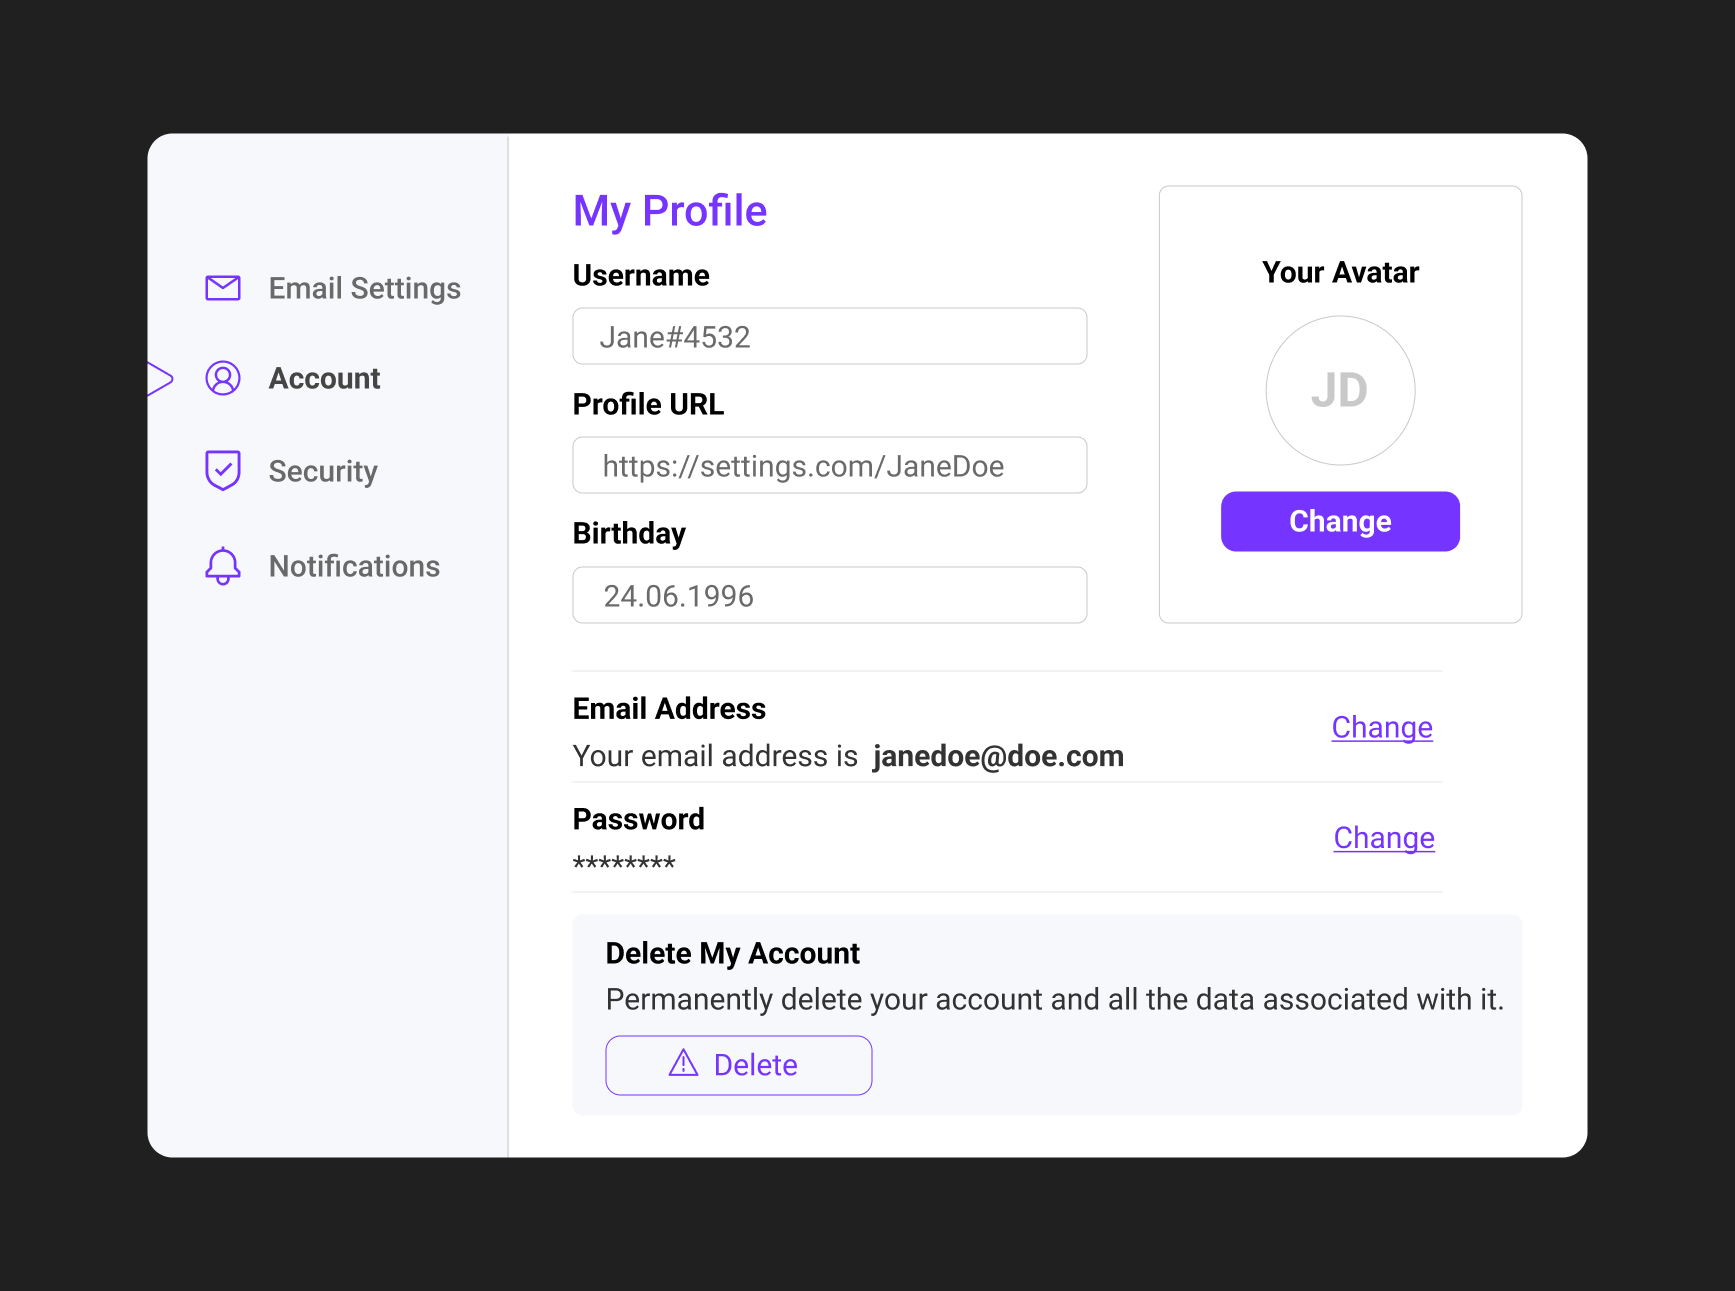 Email Settings
Account
Security
Notifications
My Profile
Username
Jane#4532
Profile URL
https://settings.com/JaneDoe
Birthday
24.06.1996
Your Avatar
JD
Change
Email Address
Your email address is janedoe@doe.com
Change
Password
********
Change
Delete My Account
Permanently delete your account and all the data associated with it.
Delete